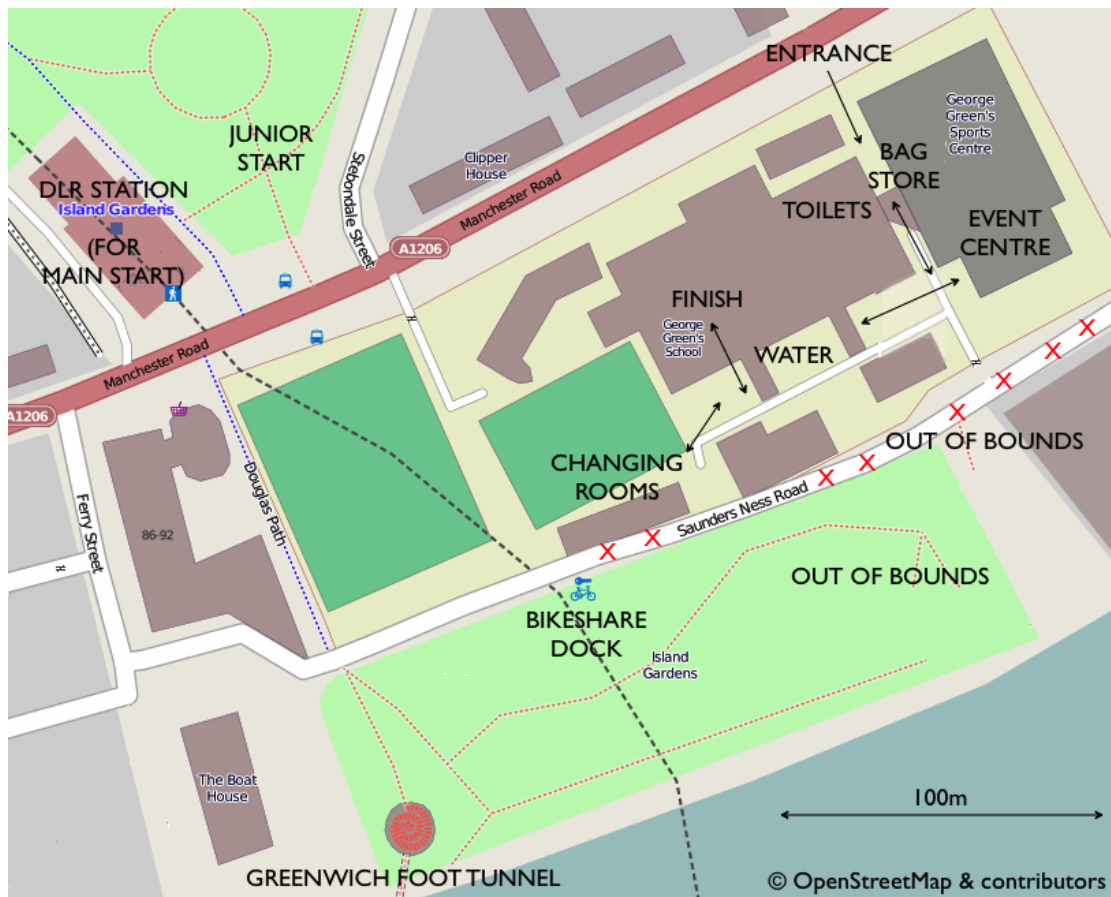 ENTRANCE
George
Green's
Sports
Centre
JUNIOR
START
BAG
STORE
Clipper
House
Stebondale Street
Manchester Road
DLR STATION
Island Gardens
(FOR
MAIN START)
TOILETS
EVENT
CENTRE
A1206
FINISH
George
Green's
School
WATER
Manchester Road
A1206
CHANGING
ROOMS
OUT OF BOUNDS
Ferry Street
86-92
Douglas Path
Saunders Ness Road
OUT OF BOUNDS
BIKESHARE
DOCK
Island
Gardens
The Boat
House
100m
GREENWICH FOOT TUNNEL
© OpenStreetMap & contributors